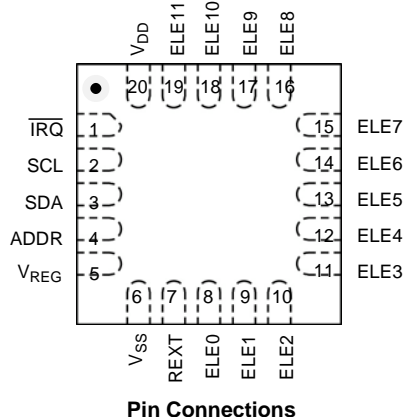 VDD ELE11 ELE10 ELE9 ELE8
20 19 18 17 16
IRQ 1
SCL 2
SDA 3
ADDR 4
VREG 5
15 ELE7
14 ELE6
13 ELE5
12 ELE4
11 ELE3
6 7 8 9 10
VSS REXT ELE0 ELE1 ELE2
Pin Connections